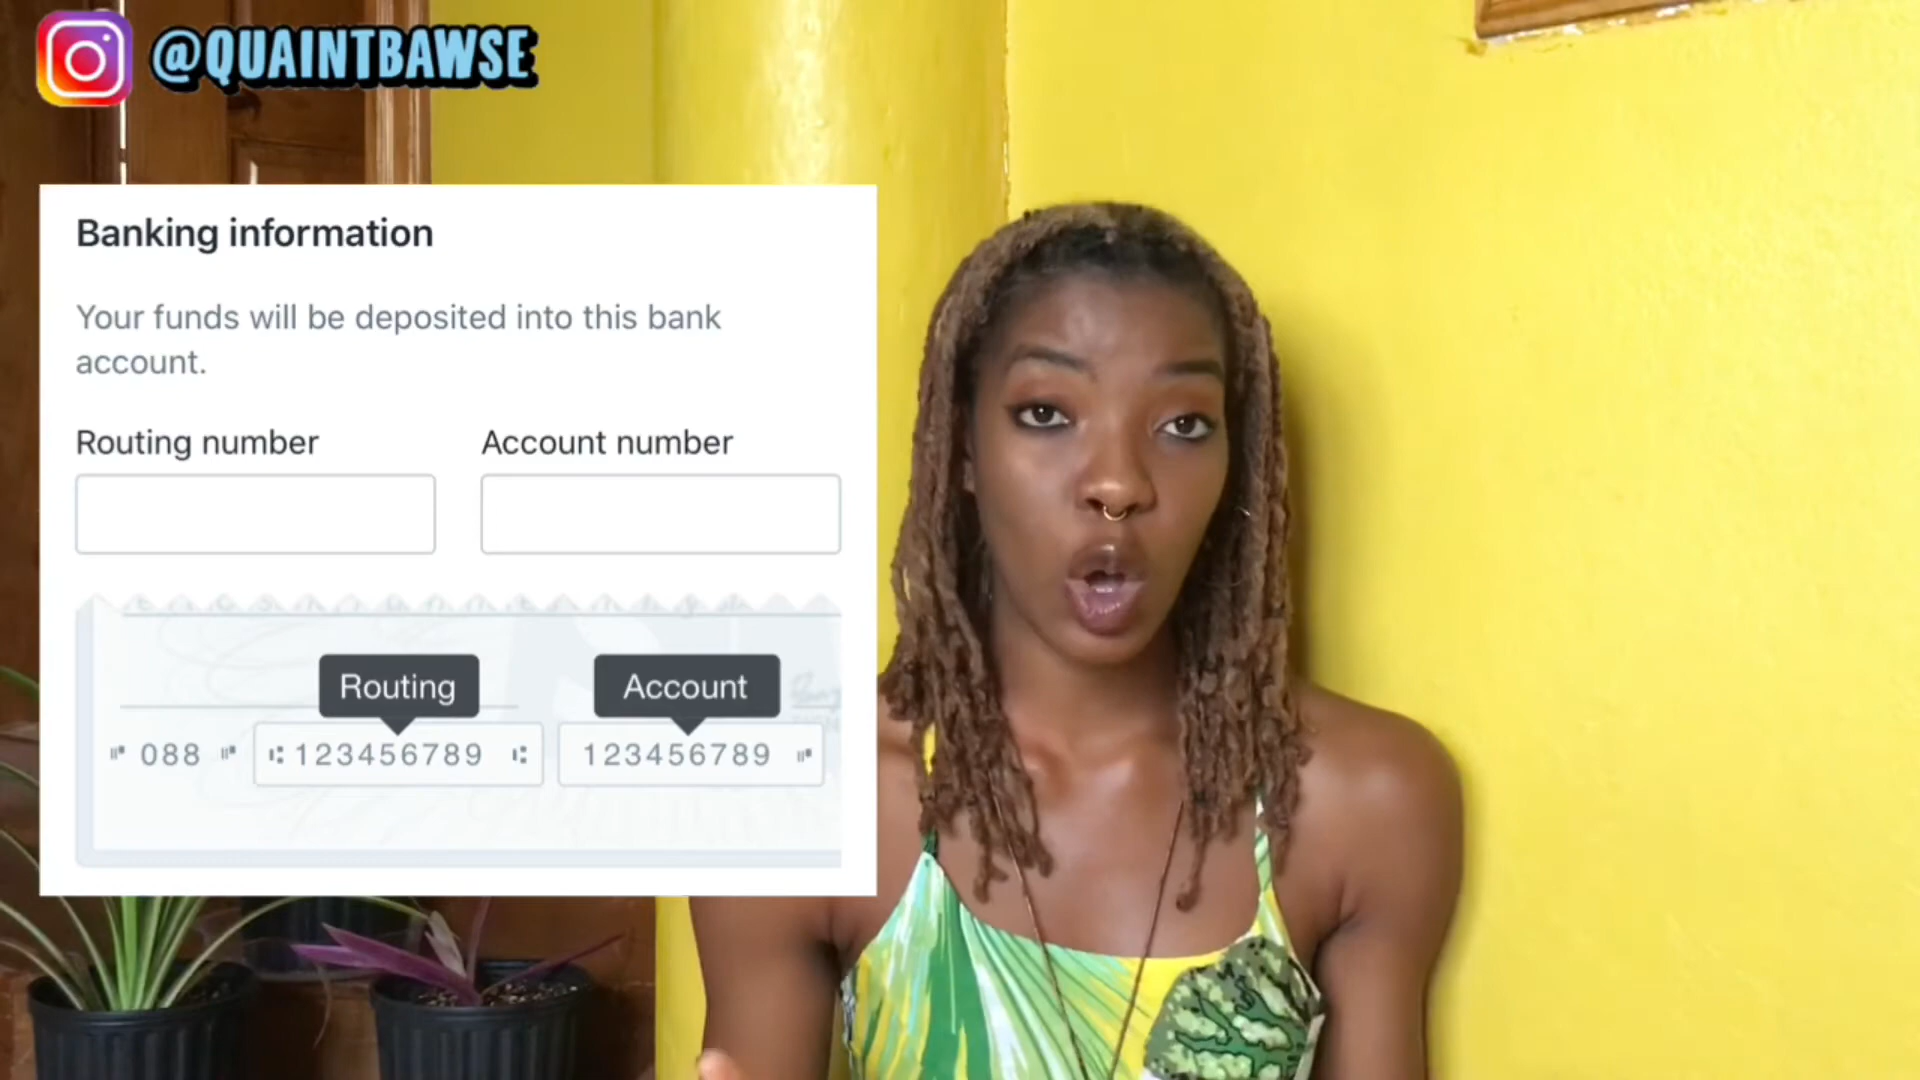 @QUAINTBAWSE
Banking information
Your funds will be deposited into this bank
account.
Routing number Account number
Routing Account
088 123456789 123456789